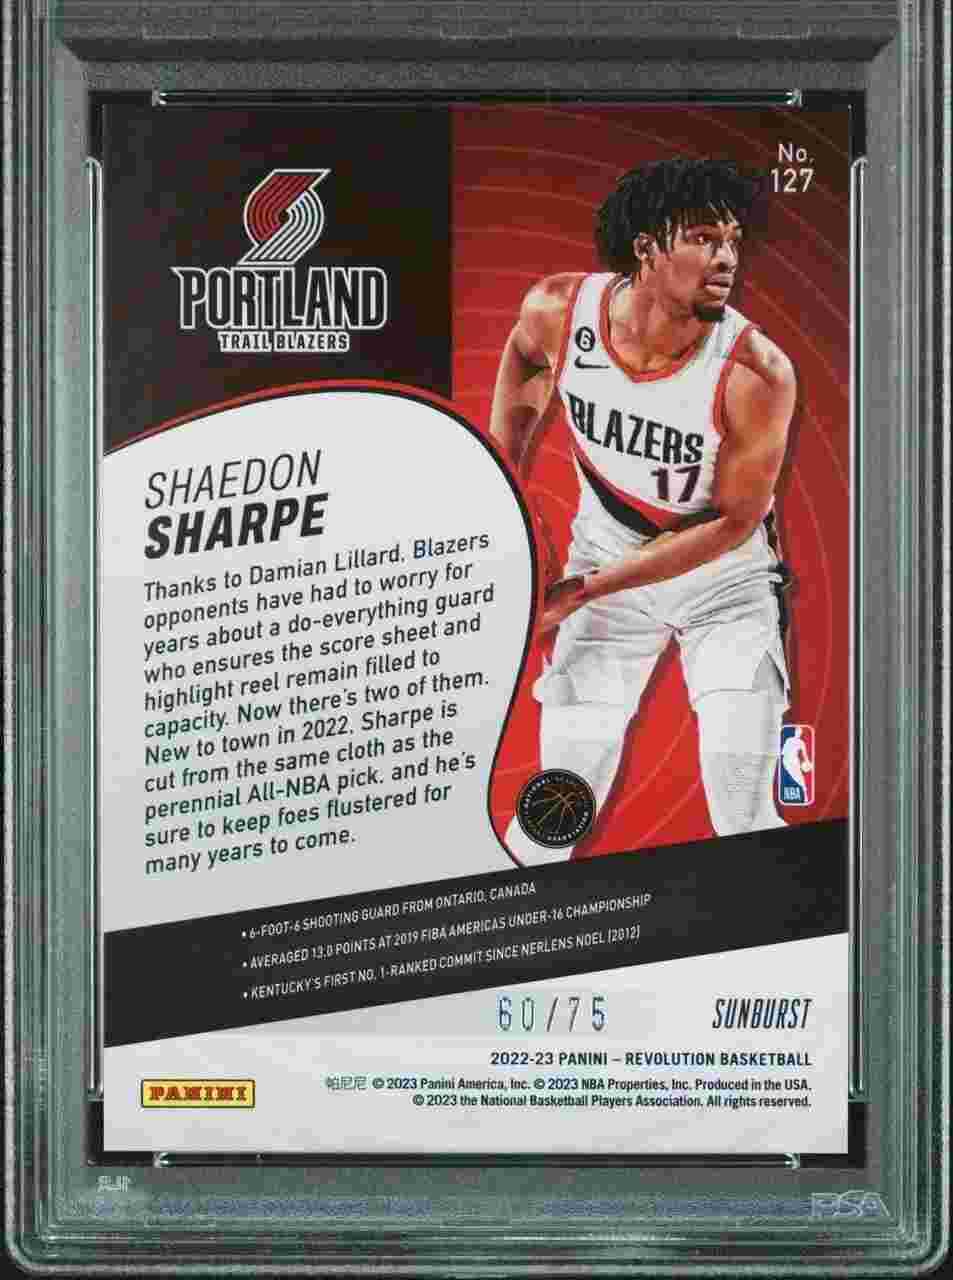 No.
127
PORTLAND
TRAIL BLAZERS
6
BLAZERS
17
SHAEDON
SHARPE
Thanks to Damian Lillard, Blazers
opponents have had to worry for
years about a do-everything guard
who ensures the score sheet and
highlight reel remain filled to
capacity. Now there's two of them.
New to town in 2022, Sharpe is
cut from the same cloth as the
perennial All-NBA pick, and he's
sure to keep foes flustered for
many years to come.
NBA
NATIONAL BASKETBALL ASSOCIATION
• 6-FOOT-6 SHOOTING GUARD FROM ONTARIO, CANADA
• AVERAGED 13.0 POINTS AT 2019 FIBA AMERICAS UNDER-16 CHAMPIONSHIP
• KENTUCKY'S FIRST NO. 1-RANKED COMMIT SINCE NERLENS NOEL (2012)
60/75
SUNBURST
2022-23 PANINI – REVOLUTION BASKETBALL
PANINI
帕尼尼 © 2023 Panini America, Inc. © 2023 NBA Properties, Inc. Produced in the USA.
© 2023 the National Basketball Players Association. All rights reserved.
PSA